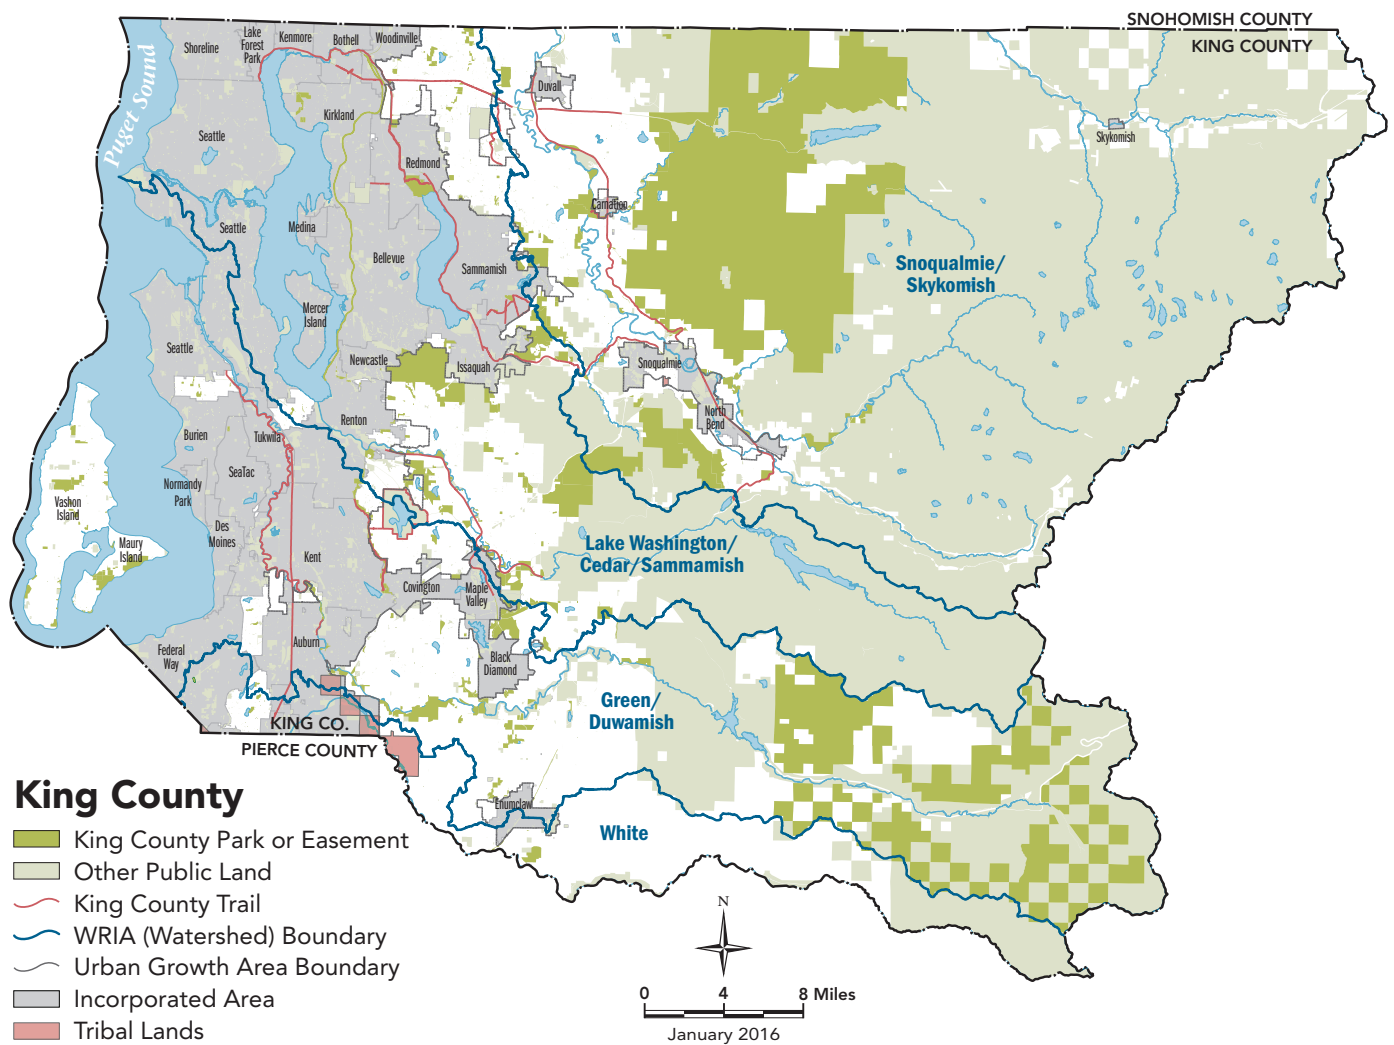 SNOHOMISH COUNTY
KING COUNTY
Puget Sound
Shoreline
Lake
Forest
Park
Kenmore
Bothell
Woodinville
Duvall
Seattle
Kirkland
Redmond
Skykomish
Carnation
Seattle
Medina
Bellevue
Sammamish
Snoqualmie/
Skykomish
Mercer
Island
Seattle
Newcastle
Issaquah
Snoqualmie
North
Bend
Renton
Burien
Tukwila
SeaTac
Normandy
Park
Vashon
Island
Des
Moines
Maury
Island
Kent
Lake Washington/
Cedar/Sammamish
Covington
Maple
Valley
Auburn
Federal
Way
Black
Diamond
Green/
Duwamish
KING CO.
PIERCE COUNTY
Enumclaw
White
King County
King County Park or Easement
Other Public Land
King County Trail
WRIA (Watershed) Boundary
Urban Growth Area Boundary
Incorporated Area
Tribal Lands
N
0 4 8 Miles
January 2016